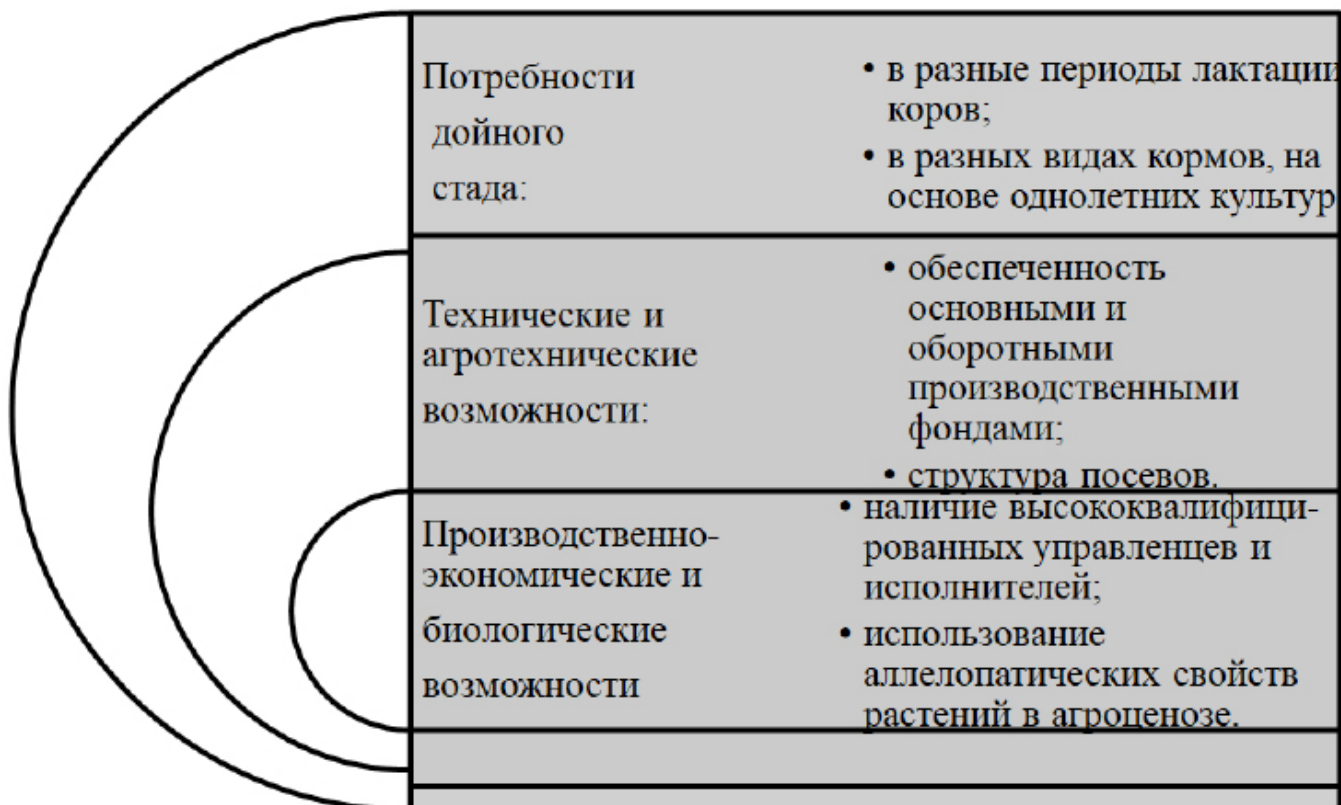 Потребности
дойного
стада:
• в разные периоды лактации
коров;
• в разных видах кормов, на
основе однолетних культур
Технические и
агротехнические
возможности:
• обеспеченность
основными и
оборотными
производственными
фондами;
• структура посевов.
Производственно-
экономические и
биологические
возможности
• наличие высококвалифици-
рованных управленцев и
исполнителей;
• использование
аллелопатических свойств
растений в агроценозе.